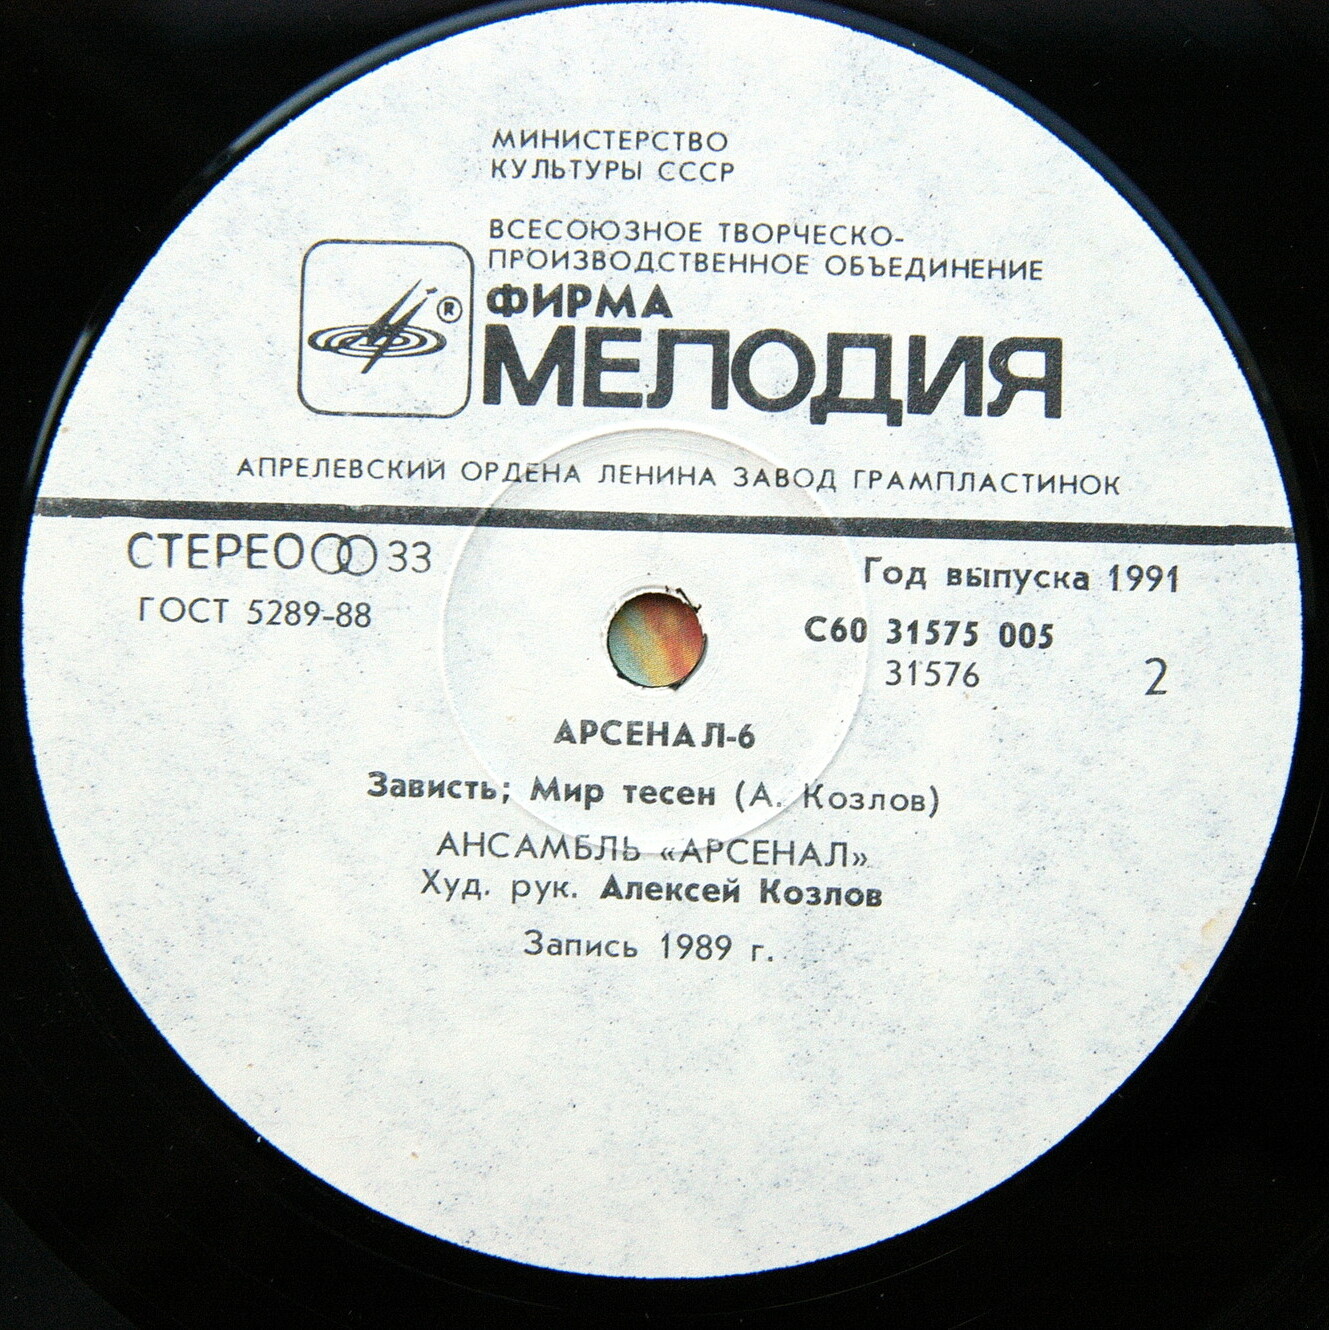 МИНИСТЕРСТВО
КУЛЬТУРЫ СССР
ВСЕСОЮЗНОЕ ТВОРЧЕСКО-
ПРОИЗВОДСТВЕННОЕ ОБЪЕДИНЕНИЕ
®
ФИРМА
МЕЛОДИЯ
АПРЕЛЕВСКИЙ ОРДЕНА ЛЕНИНА ЗАВОД ГРАМПЛАСТИНОК
СТЕРЕО 33
ГОСТ 5289-88
Год выпуска 1991
С60 31575 005
31576
2
АРСЕНАЛ-6
Зависть; Мир тесен (А. Козлов)
АНСАМБЛЬ «АРСЕНАЛ»
Худ. рук. Алексей Козлов
Запись 1989 г.